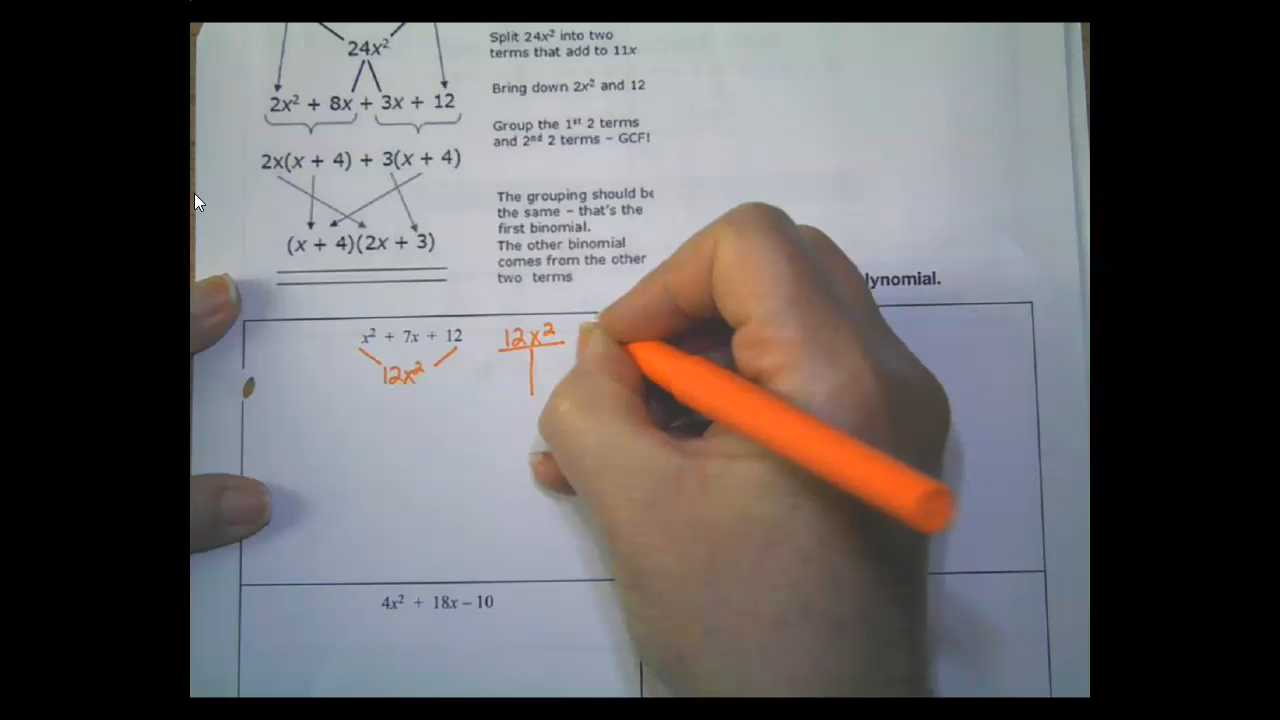 24x²
Split 24x² into two
terms that add to 11x
Bring down 2x² and 12
2x² + 8x + 3x + 12
Group the 1st 2 terms
and 2nd 2 terms – GCF!
2x(x + 4) + 3(x + 4)
The grouping should be
the same – that's the
first binomial.
The other binomial
comes from the other
two terms
(x + 4)(2x + 3)
lynomial.
x² + 7x + 12
12x²
12x²
4x² + 18x – 10